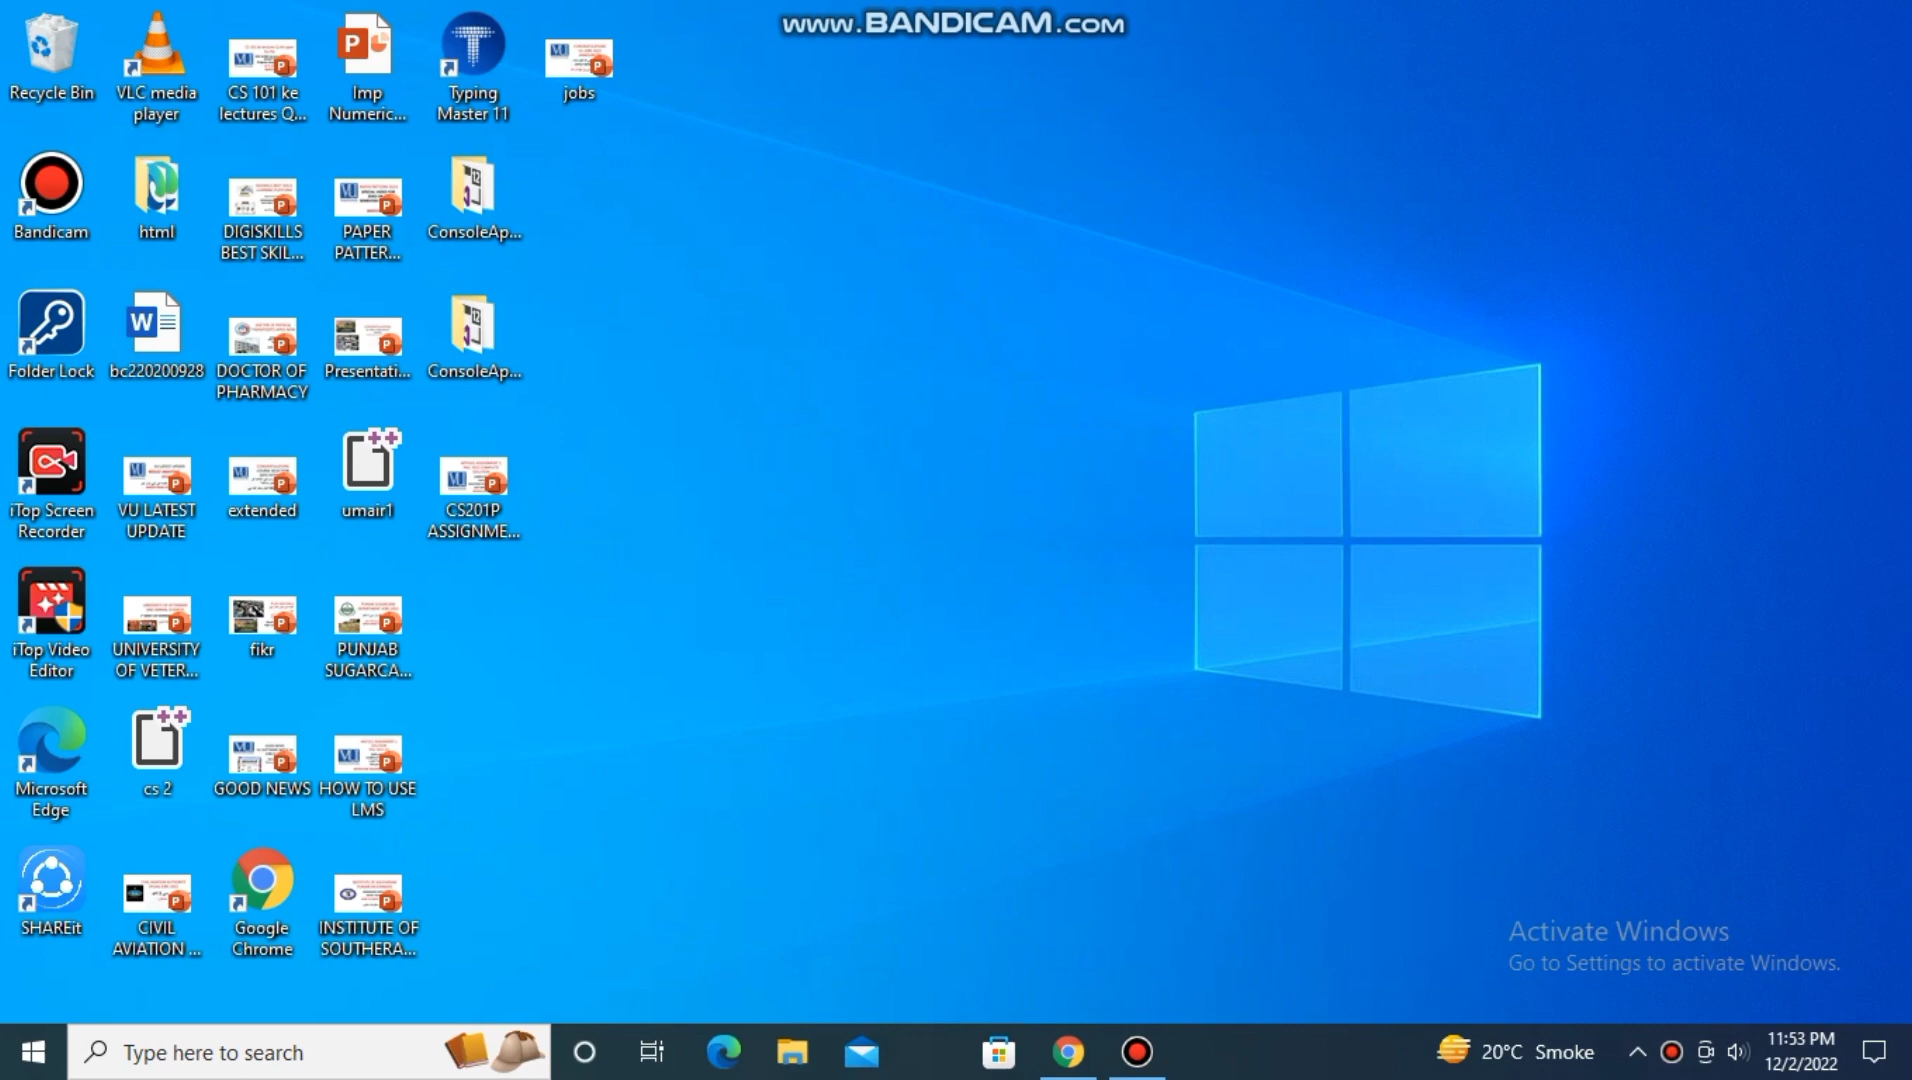 www.BANDICAM.com
Recycle Bin
VLC media
player
CS 101 ke
lectures Q...
Imp
Numeric...
Typing
Master 11
jobs
Bandicam
html
DIGISKILLS
BEST SKIL...
PAPER
PATTER...
ConsoleAp...
Folder Lock
bc220200928
DOCTOR OF
PHARMACY
Presentati...
ConsoleAp...
iTop Screen
Recorder
VU LATEST
UPDATE
extended
umair1
CS201P
ASSIGNME...
iTop Video
Editor
UNIVERSITY
OF VETER...
fikr
PUNJAB
SUGARCA...
Microsoft
Edge
cs 2
GOOD NEWS
HOW TO USE
LMS
SHAREit
CIVIL
AVIATION ...
Google
Chrome
INSTITUTE OF
SOUTHERA...
Activate Windows
Go to Settings to activate Windows.
Type here to search
20°C Smoke
11:53 PM
12/2/2022